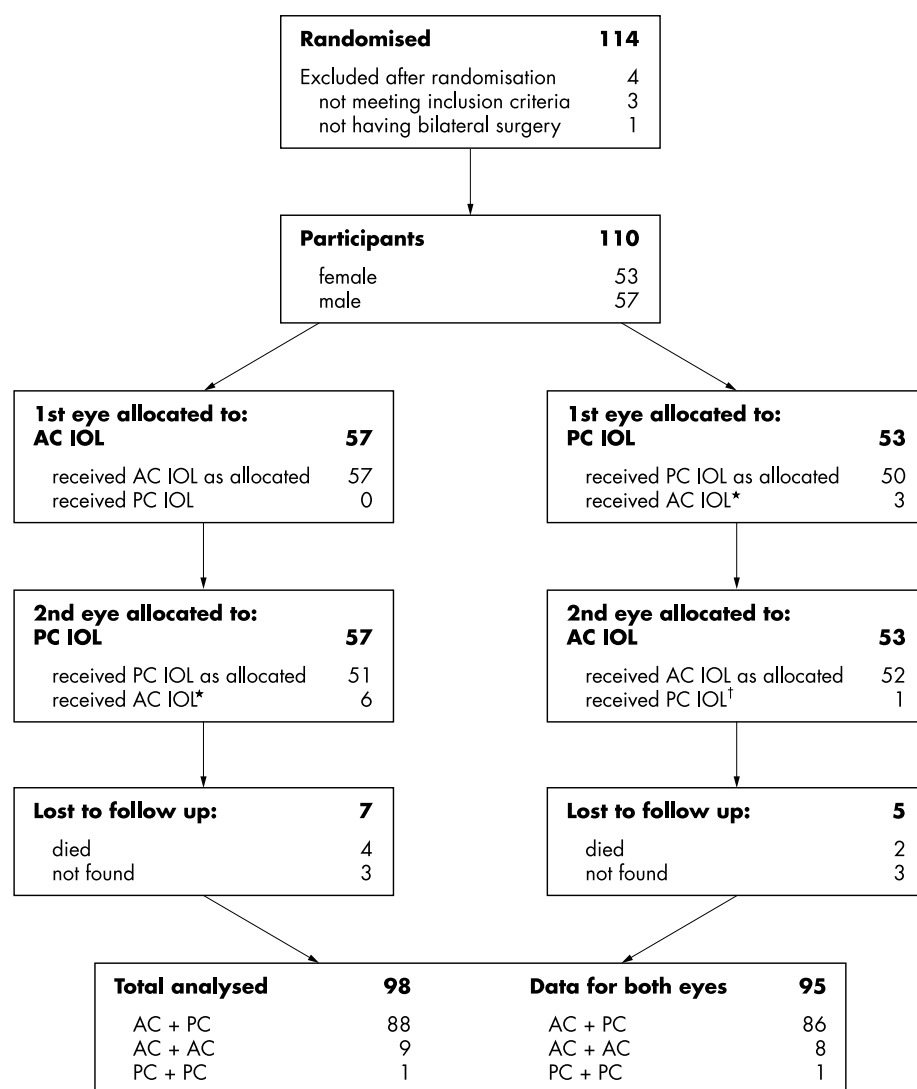 Randomised 114
Excluded after randomisation 4
not meeting inclusion criteria 3
not having bilateral surgery 1
Participants 110
female 53
male 57
1st eye allocated to:
AC IOL 57
received AC IOL as allocated 57
received PC IOL 0
1st eye allocated to:
PC IOL 53
received PC IOL as allocated 50
received AC IOL★ 3
2nd eye allocated to:
PC IOL 57
received PC IOL as allocated 51
received AC IOL★ 6
2nd eye allocated to:
AC IOL 53
received AC IOL as allocated 52
received PC IOL† 1
Lost to follow up: 7
died 4
not found 3
Lost to follow up: 5
died 2
not found 3
Total analysed 98
AC + PC 88
AC + AC 9
PC + PC 1
Data for both eyes 95
AC + PC 86
AC + AC 8
PC + PC 1